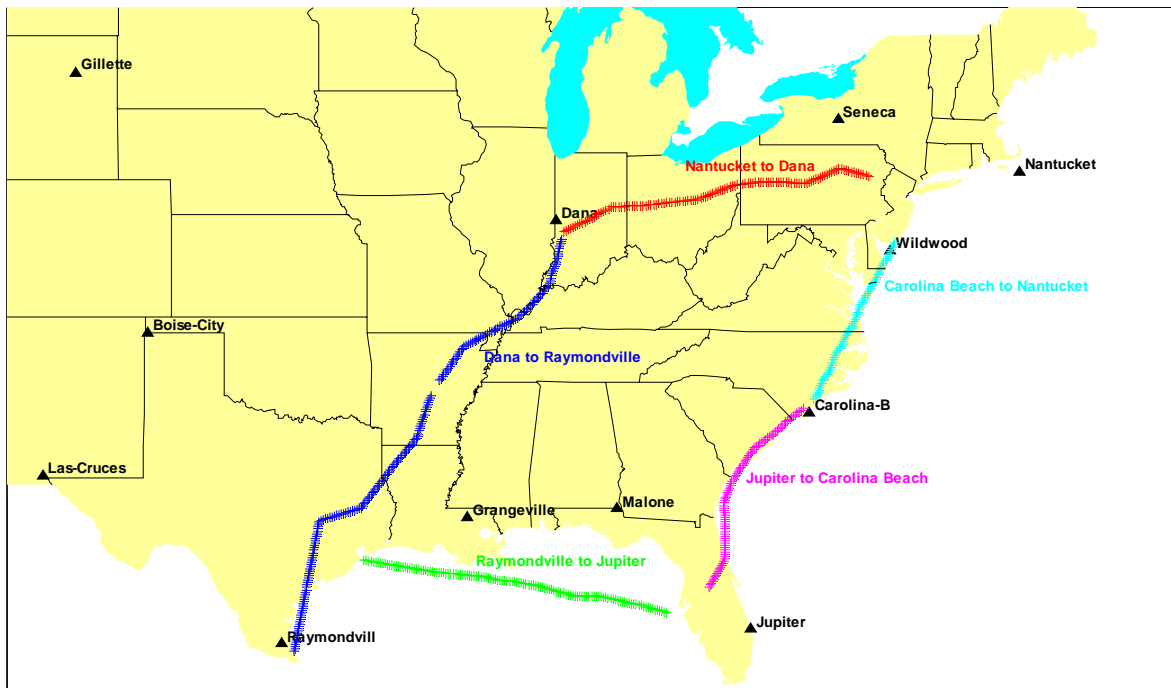 Gillette
Seneca
Nantucket to Dana
Nantucket
Dana
Wildwood
Carolina Beach to Nantucket
Boise-City
Dana to Raymondville
Carolina-B
Las-Cruces
Jupiter to Carolina Beach
Malone
Grangeville
Raymondville to Jupiter
Jupiter
Raymondvill